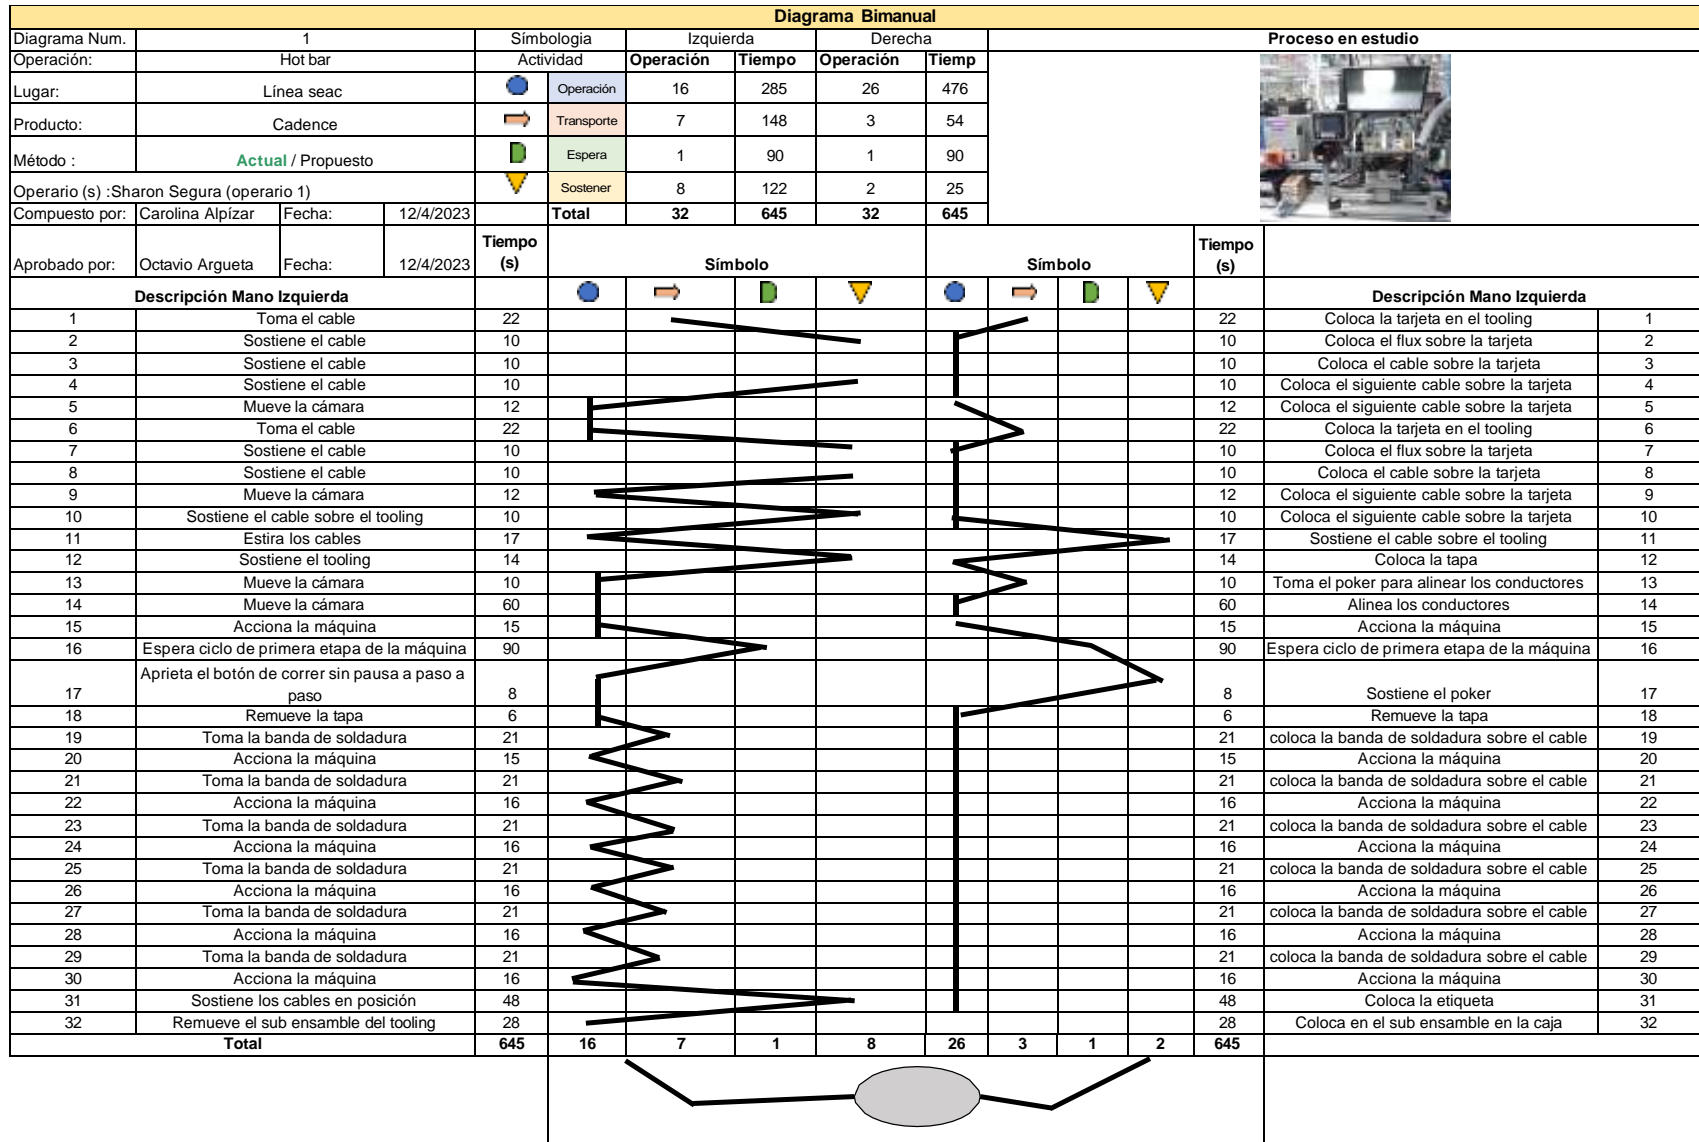 Diagrama Bimanual
Diagrama Num. 1 Símbologia Izquierda Derecha Proceso en estudio
Operación: Hot bar Actividad Operación Tiempo Operación Tiemp
Lugar: Línea seac Operación 16 285 26 476
Producto: Cadence Transporte 7 148 3 54
Método : Actual / Propuesto Espera 1 90 1 90
Operario (s) :Sharon Segura (operario 1) Sostener 8 122 2 25
Compuesto por: Carolina Alpízar Fecha: 12/4/2023 Total 32 645 32 645
Aprobado por: Octavio Argueta Fecha: 12/4/2023 Tiempo (s) Símbolo Símbolo Tiempo (s)
Descripción Mano Izquierda Descripción Mano Izquierda
1 Toma el cable 22 22 Coloca la tarjeta en el tooling 1
2 Sostiene el cable 10 10 Coloca el flux sobre la tarjeta 2
3 Sostiene el cable 10 10 Coloca el cable sobre la tarjeta 3
4 Sostiene el cable 10 10 Coloca el siguiente cable sobre la tarjeta 4
5 Mueve la cámara 12 12 Coloca el siguiente cable sobre la tarjeta 5
6 Toma el cable 22 22 Coloca la tarjeta en el tooling 6
7 Sostiene el cable 10 10 Coloca el flux sobre la tarjeta 7
8 Sostiene el cable 10 10 Coloca el cable sobre la tarjeta 8
9 Mueve la cámara 12 12 Coloca el siguiente cable sobre la tarjeta 9
10 Sostiene el cable sobre el tooling 10 10 Coloca el siguiente cable sobre la tarjeta 10
11 Estira los cables 17 17 Sostiene el cable sobre el tooling 11
12 Sostiene el tooling 14 14 Coloca la tapa 12
13 Mueve la cámara 10 10 Toma el poker para alinear los conductores 13
14 Mueve la cámara 60 60 Alinea los conductores 14
15 Acciona la máquina 15 15 Acciona la máquina 15
16 Espera ciclo de primera etapa de la máquina 90 90 Espera ciclo de primera etapa de la máquina 16
17 Aprieta el botón de correr sin pausa a paso a paso 8 8 Sostiene el poker 17
18 Remueve la tapa 6 6 Remueve la tapa 18
19 Toma la banda de soldadura 21 21 coloca la banda de soldadura sobre el cable 19
20 Acciona la máquina 15 15 Acciona la máquina 20
21 Toma la banda de soldadura 21 21 coloca la banda de soldadura sobre el cable 21
22 Acciona la máquina 16 16 Acciona la máquina 22
23 Toma la banda de soldadura 21 21 coloca la banda de soldadura sobre el cable 23
24 Acciona la máquina 16 16 Acciona la máquina 24
25 Toma la banda de soldadura 21 21 coloca la banda de soldadura sobre el cable 25
26 Acciona la máquina 16 16 Acciona la máquina 26
27 Toma la banda de soldadura 21 21 coloca la banda de soldadura sobre el cable 27
28 Acciona la máquina 16 16 Acciona la máquina 28
29 Toma la banda de soldadura 21 21 coloca la banda de soldadura sobre el cable 29
30 Acciona la máquina 16 16 Acciona la máquina 30
31 Sostiene los cables en posición 48 48 Coloca la etiqueta 31
32 Remueve el sub ensamble del tooling 28 28 Coloca en el sub ensamble en la caja 32
Total 645 16 7 1 8 26 3 1 2 645